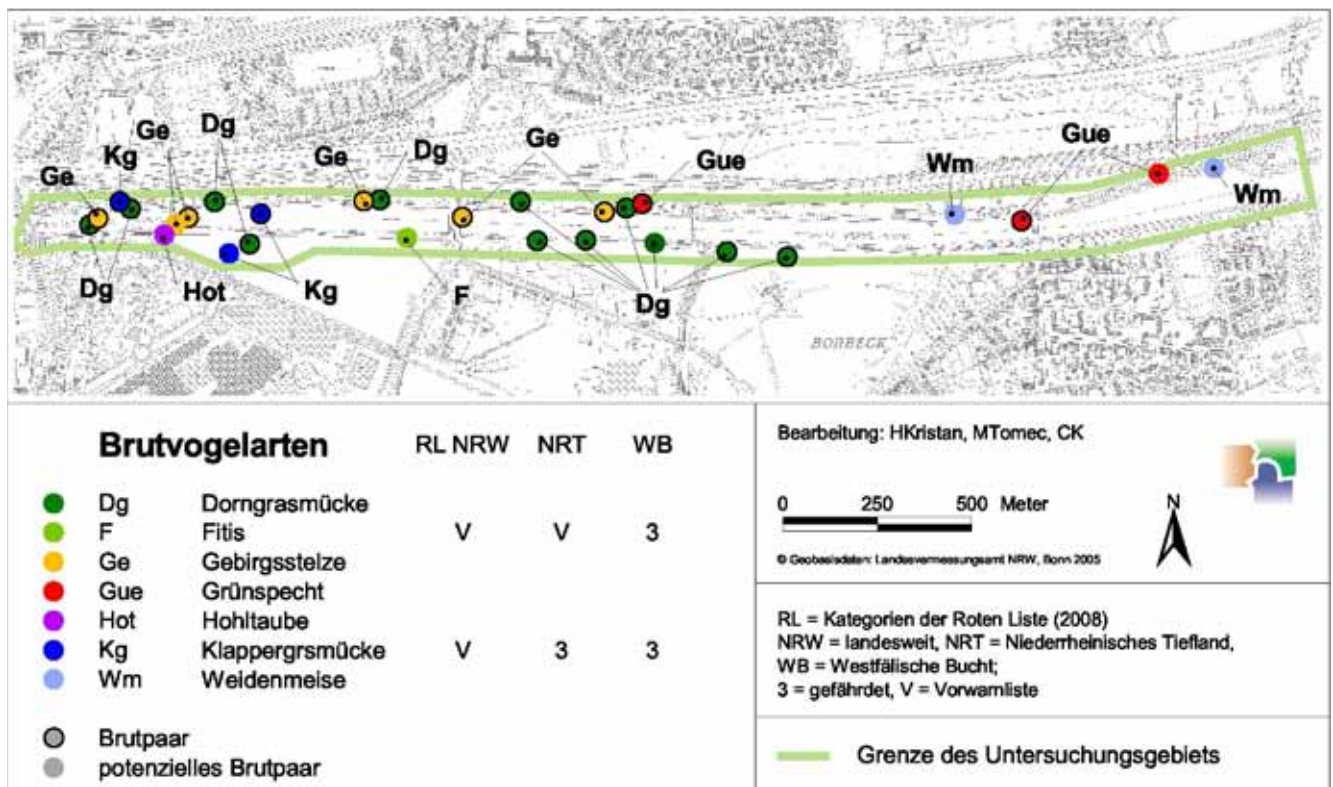 Ge Dg
Kg Ge Dg Ge Gue
Ge Gue Wm
Wm
Dg Hot Kg F Dg
BORBECK
Brutvogelarten RL NRW NRT WB
Dg Dorngrasmücke
F Fitis V V 3
Ge Gebirgsstelze
Gue Grünspecht
Hot Hohltaube
Kg Klappergrsmücke V 3 3
Wm Weidenmeise
Brutpaar
potenzielles Brutpaar
Bearbeitung: HKristan, MTomec, CK
0 250 500 Meter
N
© Geobasisdaten: Landesvermessungsamt NRW, Bonn 2005
RL = Kategorien der Roten Liste (2008)
NRW = landesweit, NRT = Niederrheinisches Tiefland,
WB = Westfälische Bucht;
3 = gefährdet, V = Vorwarnliste
Grenze des Untersuchungsgebiets